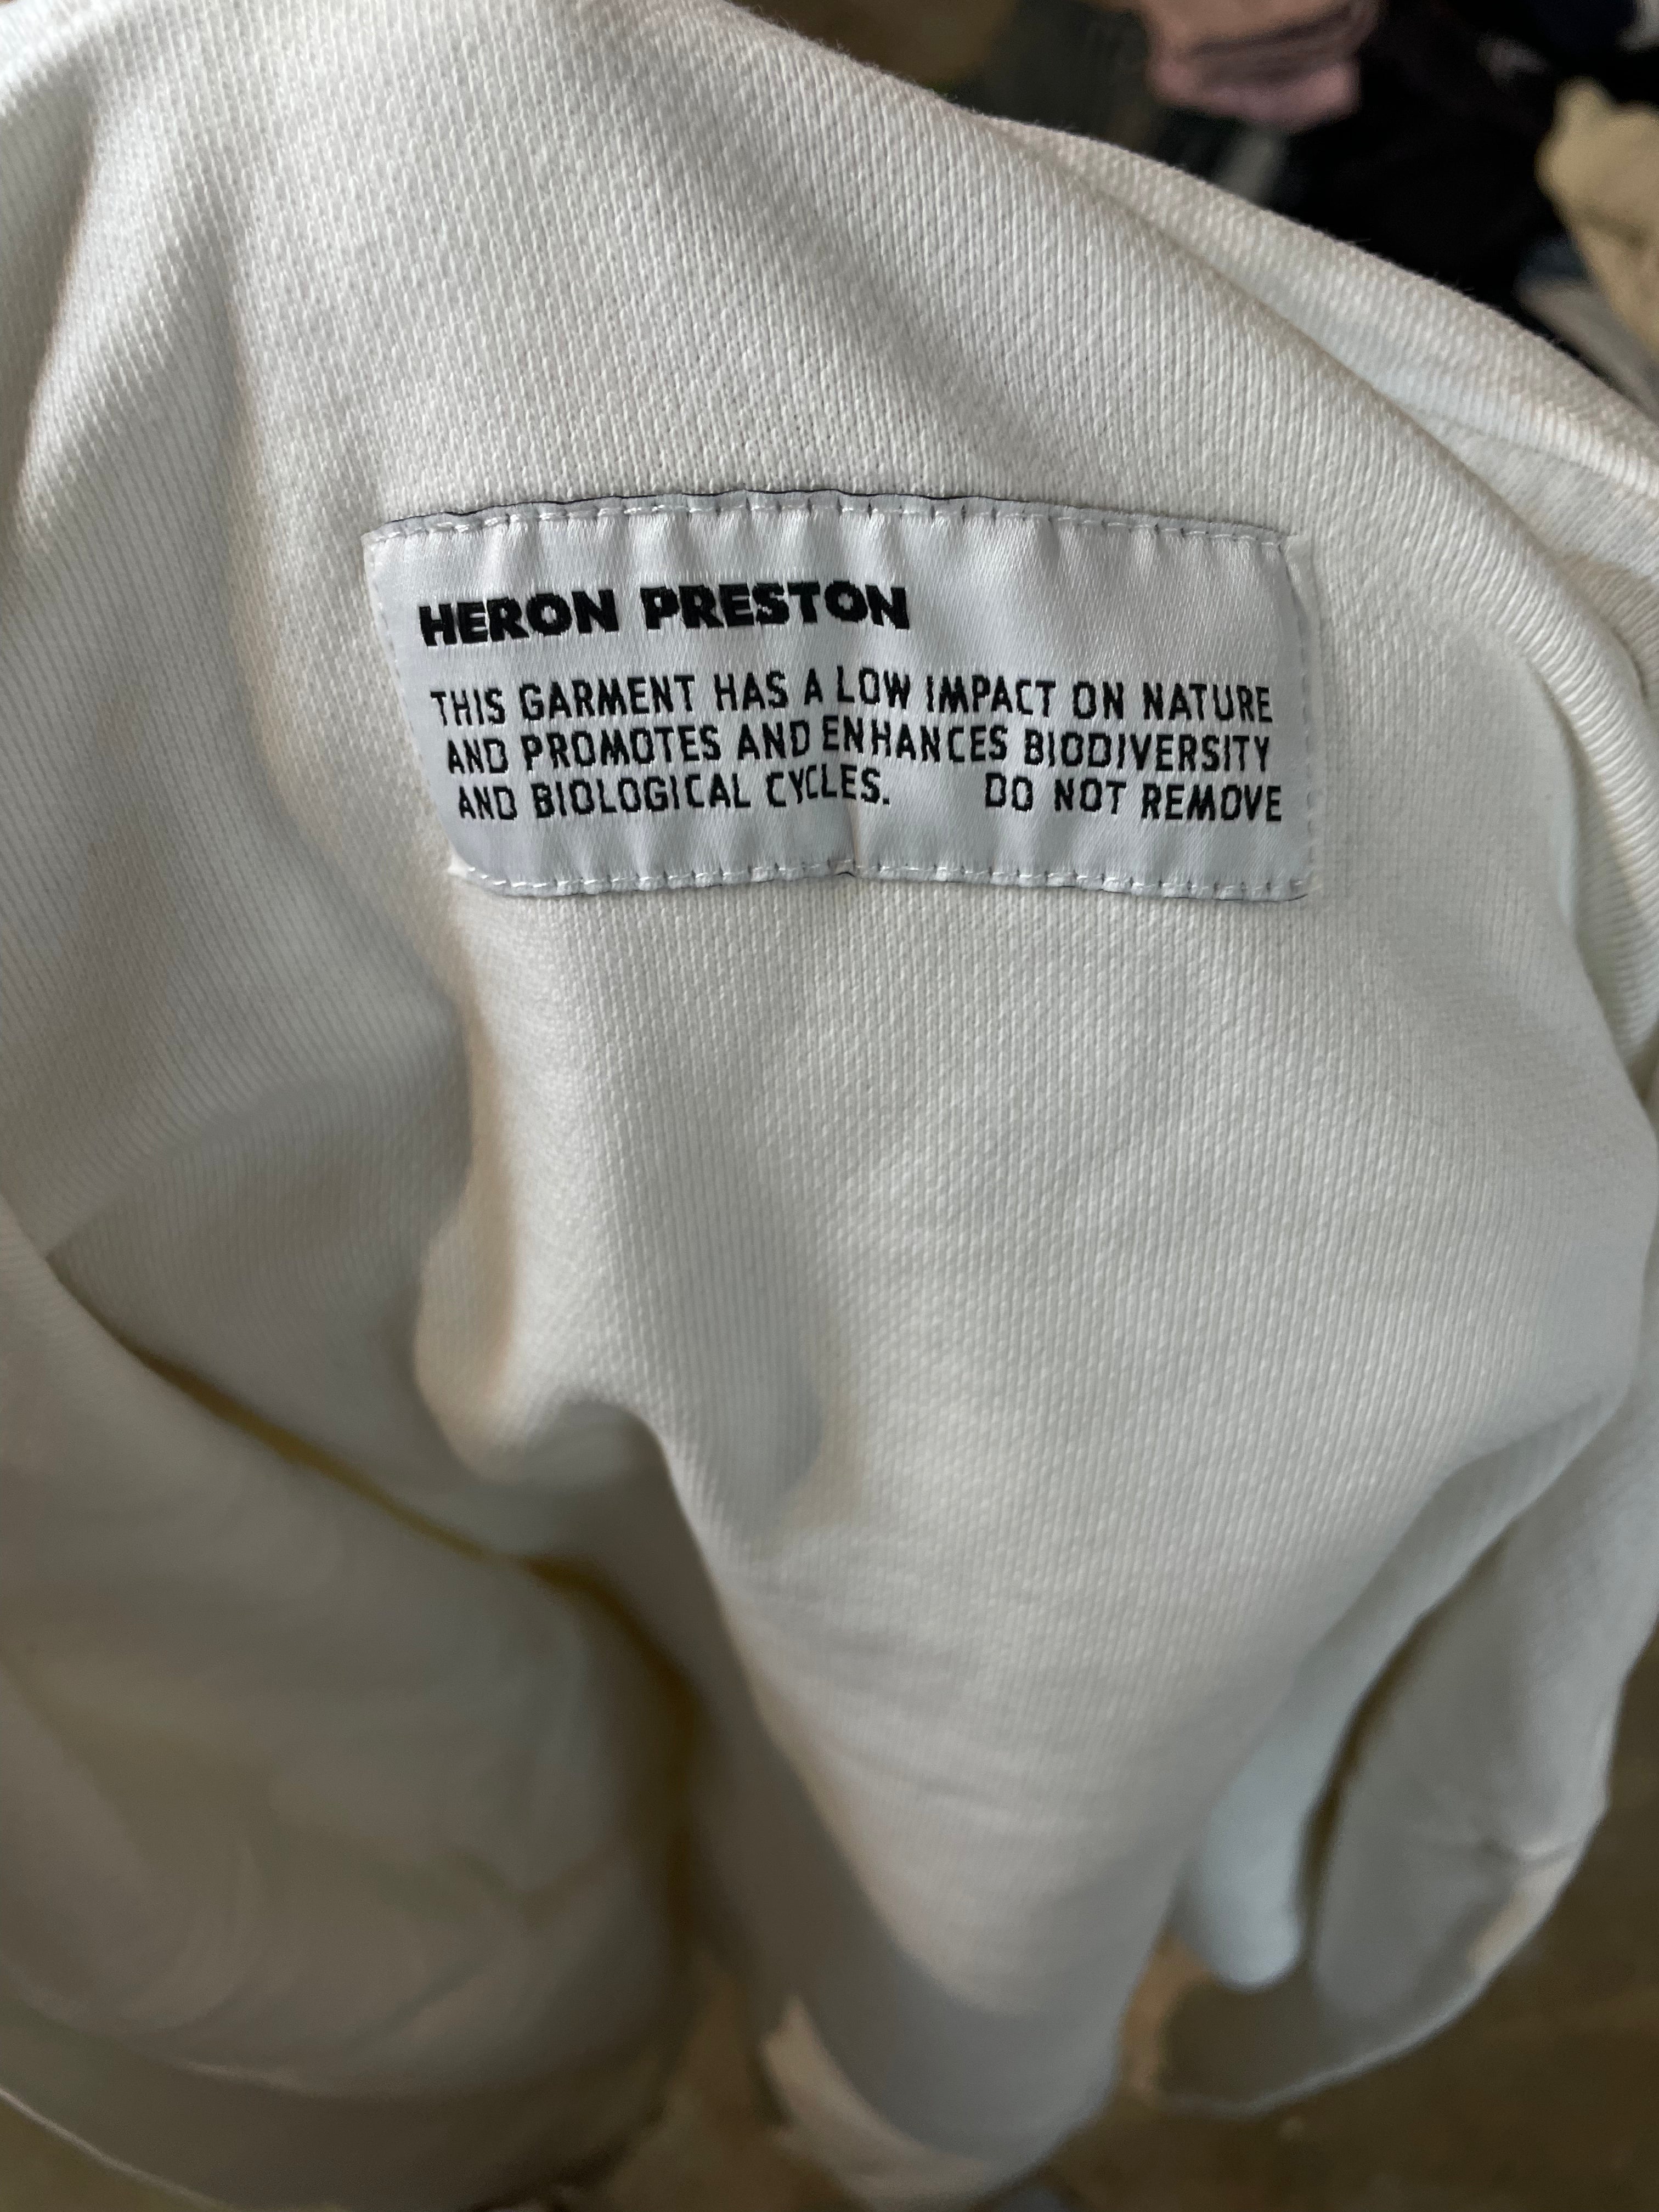 HERON PRESTON
THIS GARMENT HAS A LOW IMPACT ON NATURE
AND PROMOTES AND ENHANCES BIODIVERSITY
AND BIOLOGICAL CYCLES. DO NOT REMOVE